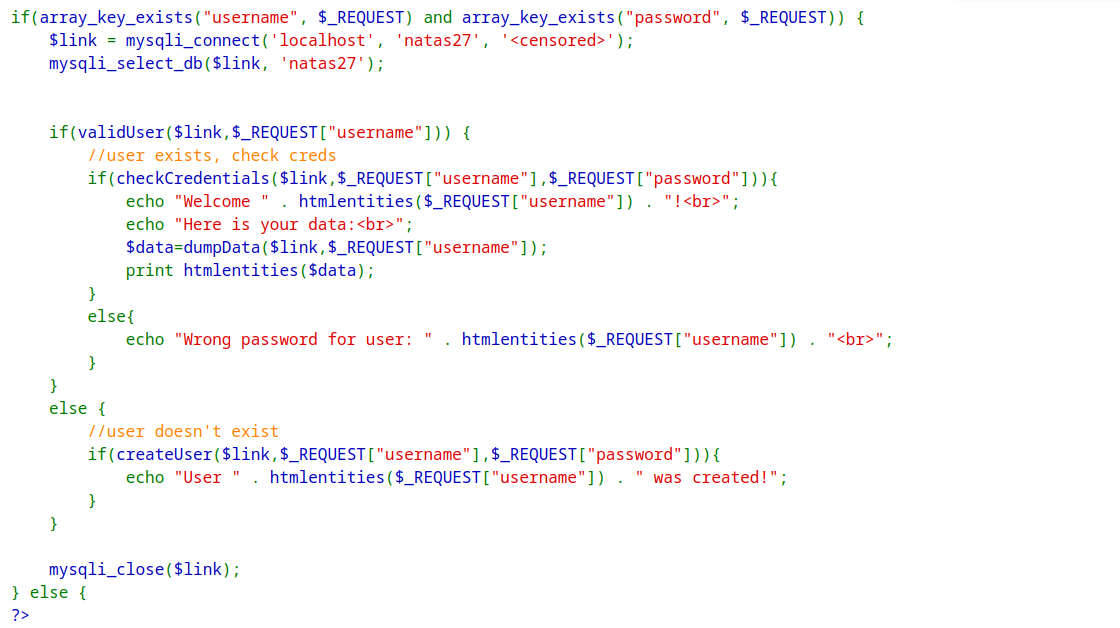 if(array_key_exists("username", $_REQUEST) and array_key_exists("password", $_REQUEST)) {
    $link = mysqli_connect('localhost', 'natas27', '<censored>');
    mysqli_select_db($link, 'natas27');


    if(validUser($link,$_REQUEST["username"])) {
        //user exists, check creds
        if(checkCredentials($link,$_REQUEST["username"],$_REQUEST["password"])){
            echo "Welcome " . htmlentities($_REQUEST["username"]) . "!<br>";
            echo "Here is your data:<br>";
            $data=dumpData($link,$_REQUEST["username"]);
            print htmlentities($data);
        }
        else{
            echo "Wrong password for user: " . htmlentities($_REQUEST["username"]) . "<br>";
        }
    }
    else {
        //user doesn't exist
        if(createUser($link,$_REQUEST["username"],$_REQUEST["password"])){
            echo "User " . htmlentities($_REQUEST["username"]) . " was created!";
        }
    }

    mysqli_close($link);
} else {
?>